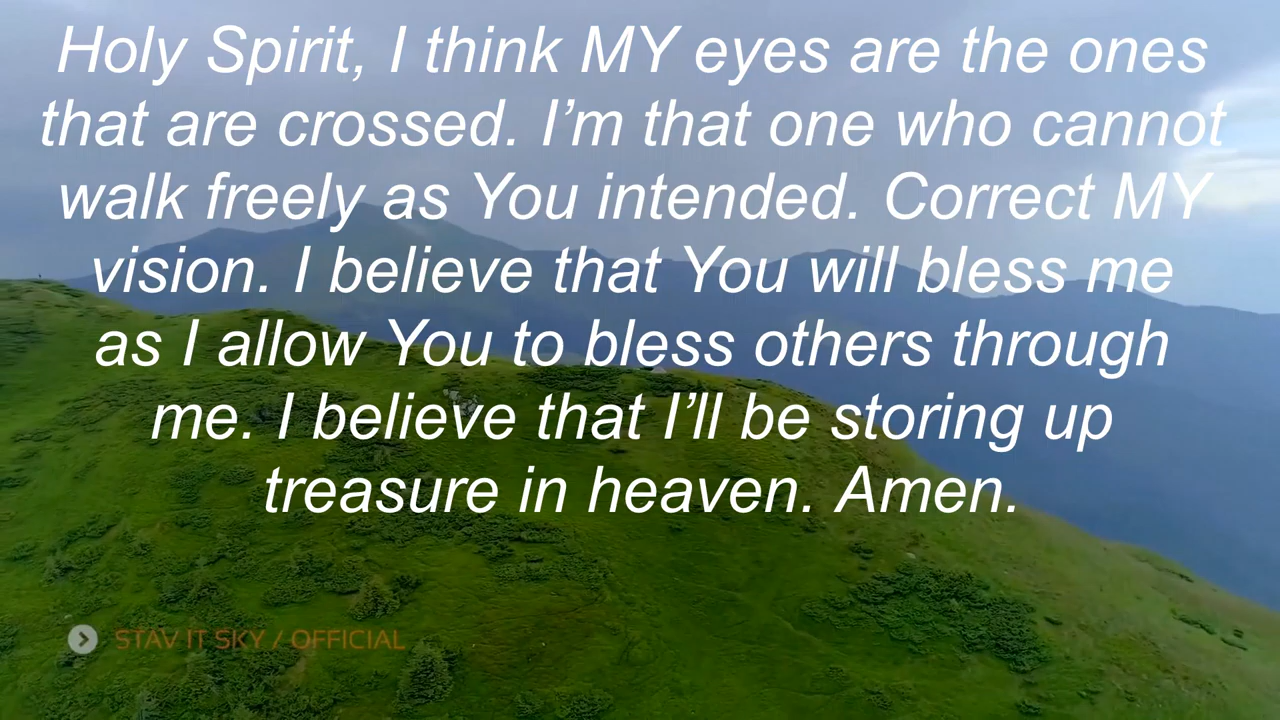 Holy Spirit, I think MY eyes are the ones
that are crossed. I’m that one who cannot
walk freely as You intended. Correct MY
vision. I believe that You will bless me
as I allow You to bless others through
me. I believe that I’ll be storing up
treasure in heaven. Amen.
STAV IT SKY / OFFICIAL